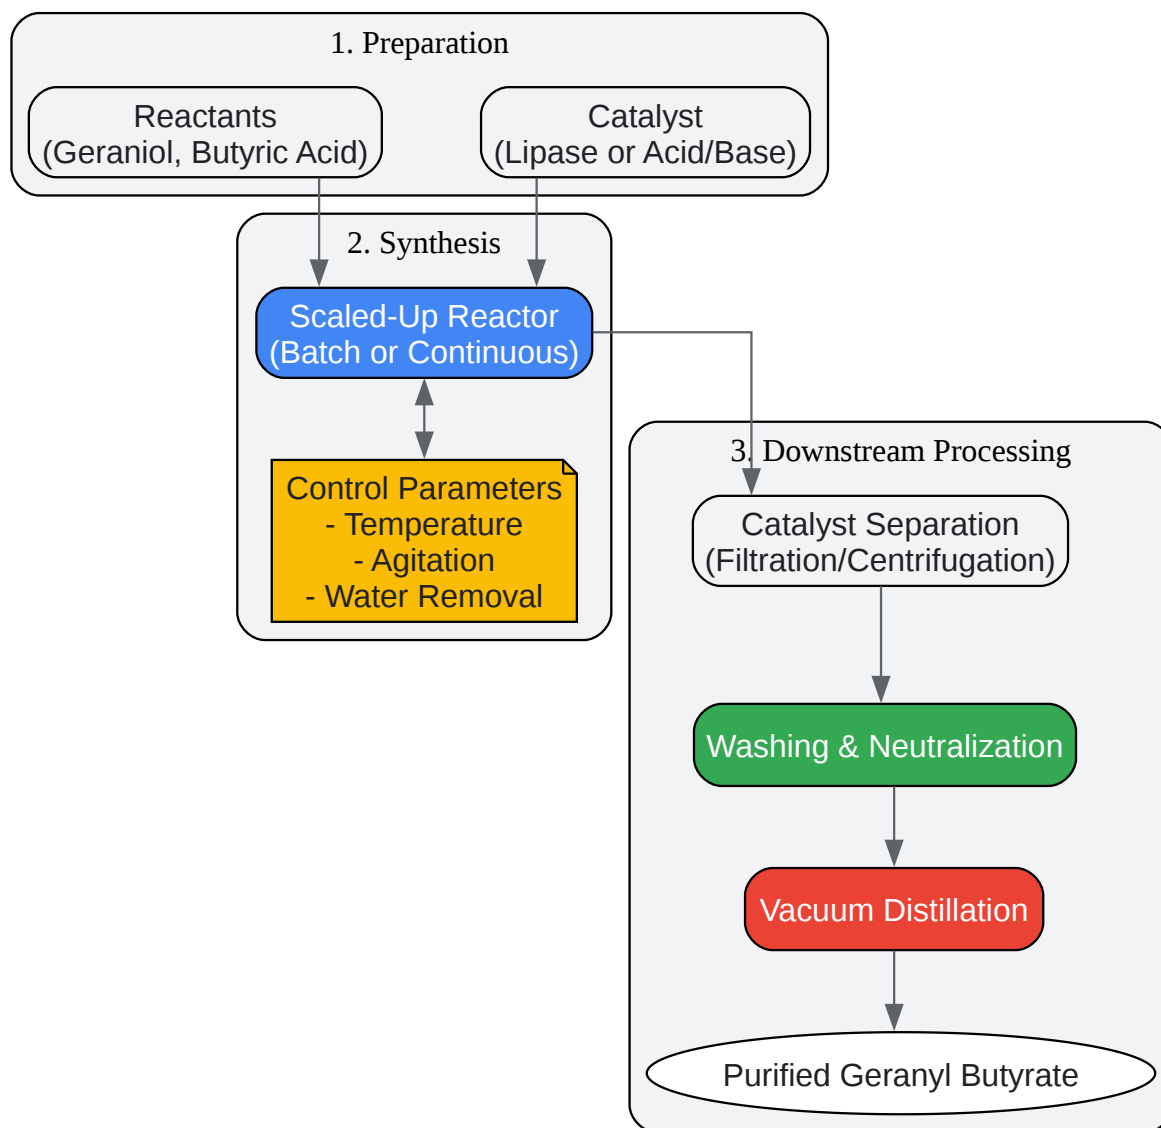 1. Preparation
Reactants
(Geraniol, Butyric Acid)
Catalyst
(Lipase or Acid/Base)
2. Synthesis
Scaled-Up Reactor
(Batch or Continuous)
Control Parameters
- Temperature
- Agitation
- Water Removal
3. Downstream Processing
Catalyst Separation
(Filtration/Centrifugation)
Washing & Neutralization
Vacuum Distillation
Purified Geranyl Butyrate